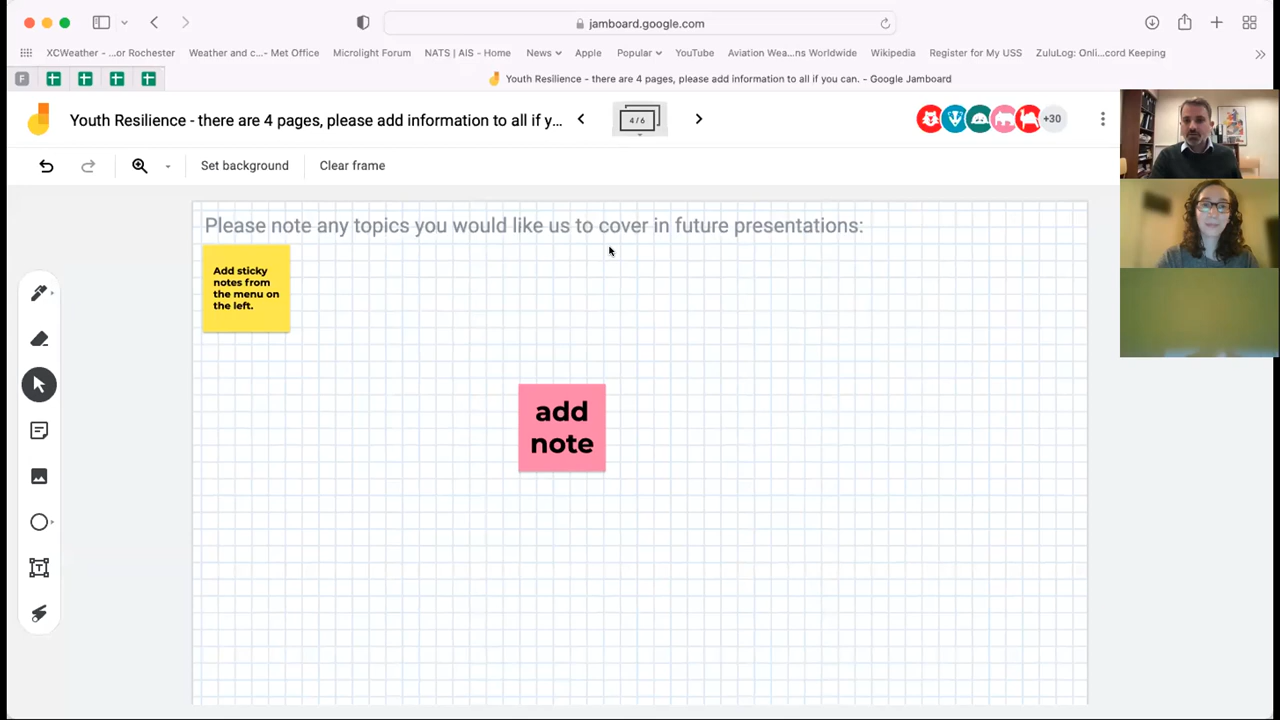 jamboard.google.com
XCWeather - ...or Rochester
Weather and c...- Met Office
Microlight Forum
NATS | AIS - Home
News
Apple
Popular
YouTube
Aviation Wea...ns Worldwide
Wikipedia
Register for My USS
ZuluLog: Onli...cord Keeping
F
Youth Resilience - there are 4 pages, please add information to all if you can. - Google Jamboard
Youth Resilience - there are 4 pages, please add information to all if y...
4 / 6
+30
Set background
Clear frame
Please note any topics you would like us to cover in future presentations:
Add sticky
notes from
the menu on
the left.
add
note
T